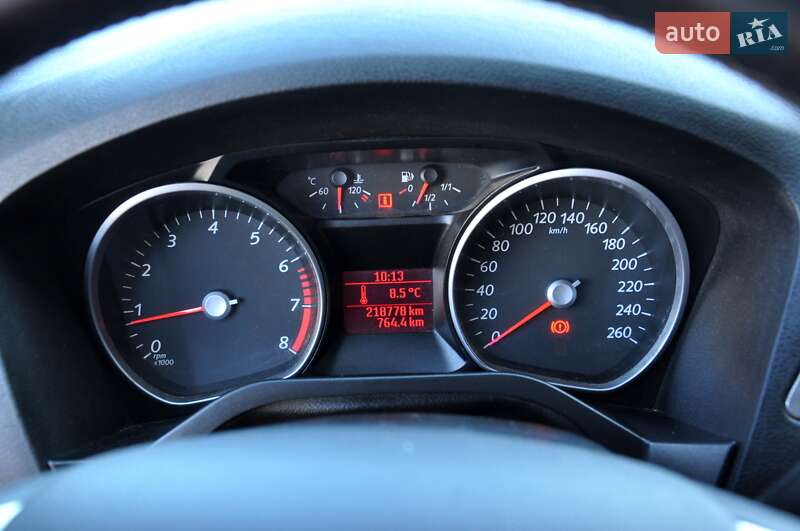 auto RIA .com
°C 60 120 0 1/2 1/1
0 1 2 3 4 5 6 7 8
rpm
x1000
10:13
8.5 °C
218778 km
764.4 km
0 20 40 60 80 100 120 140 160 180 200 220 240 260
km/h